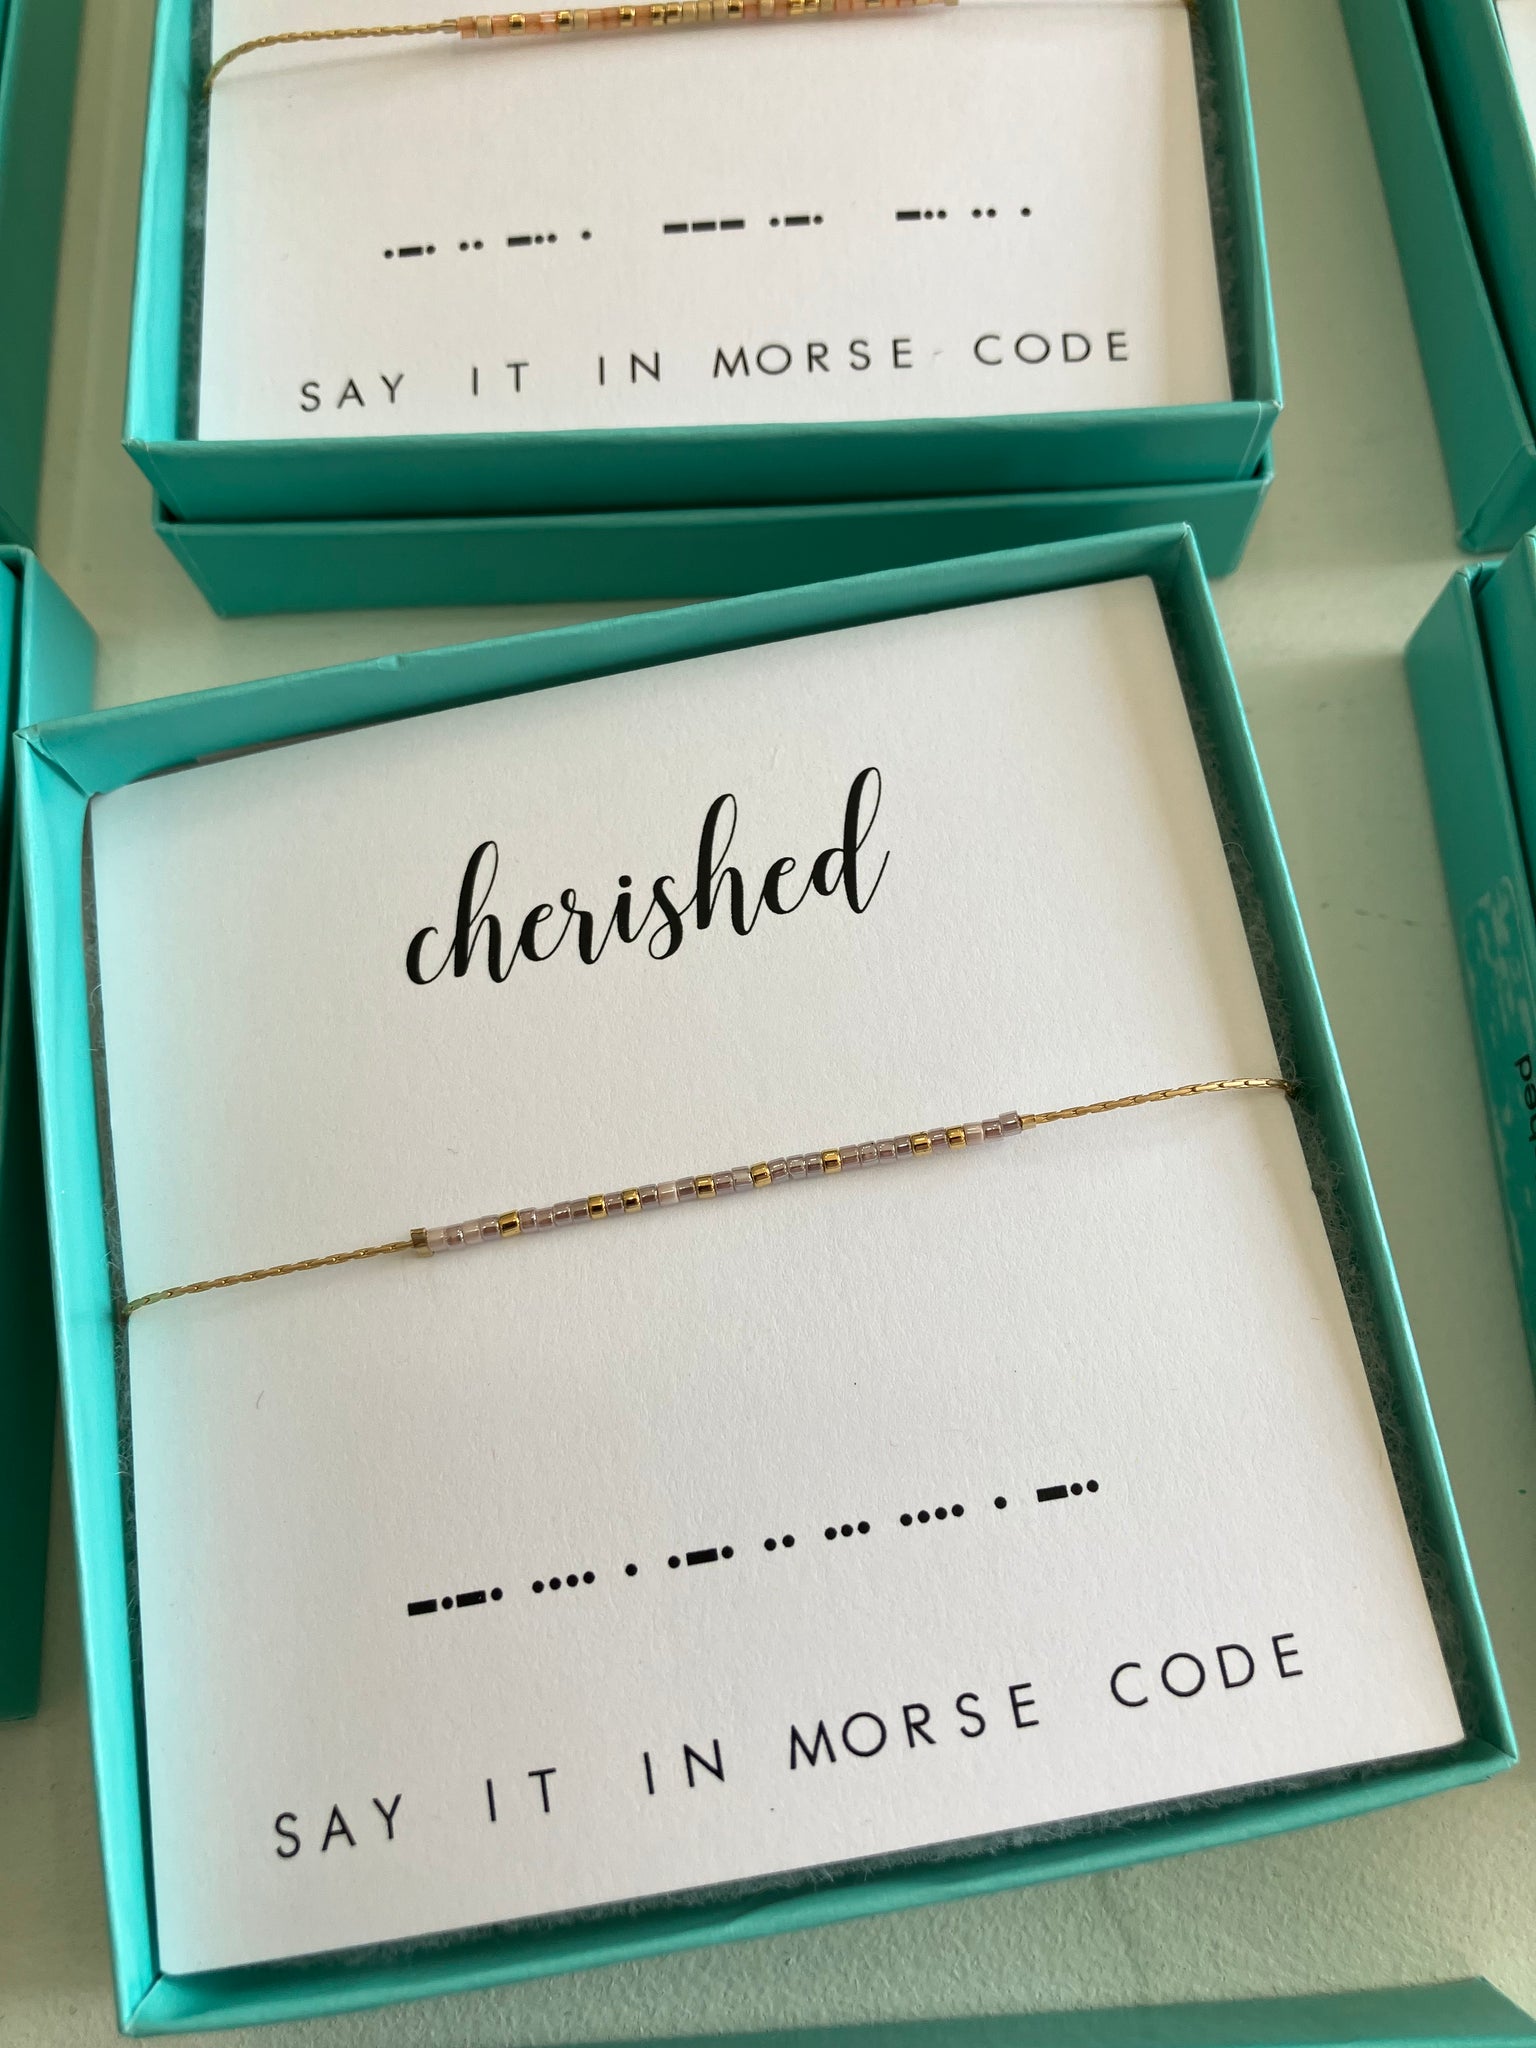 .-. .. -.. . --- .-. -.. .. .
SAY IT IN MORSE CODE
cherished
-.-. .... . .-. .. ... .... . -..
SAY IT IN MORSE CODE